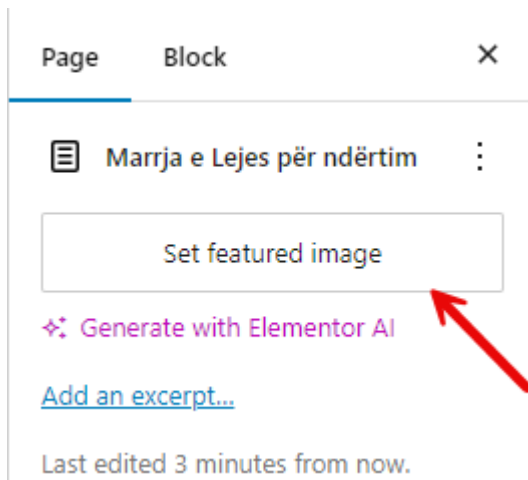 Page Block
Marrja e Lejes për ndërtim
Set featured image
Generate with Elementor AI
Add an excerpt...
Last edited 3 minutes from now.